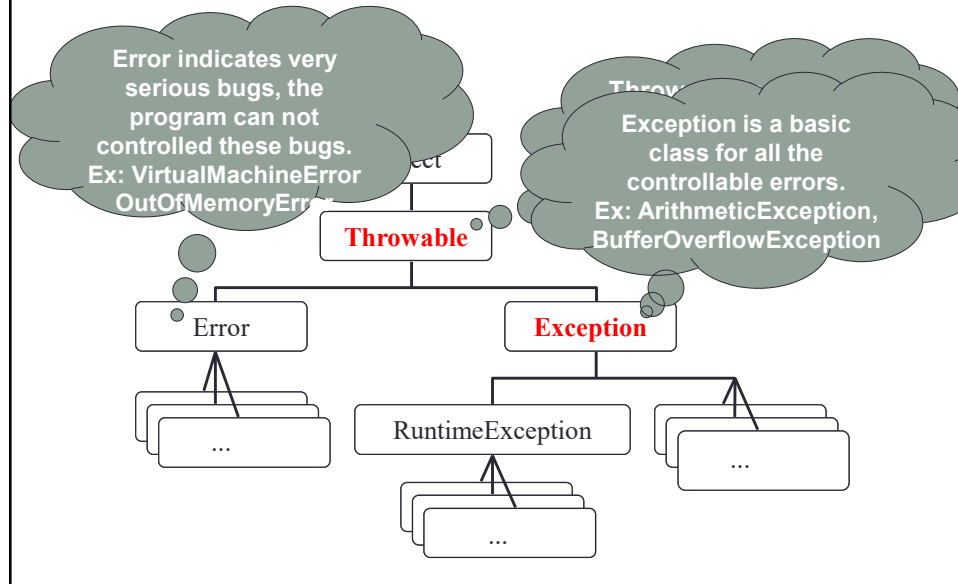 Error indicates very
serious bugs, the
program can not
controlled these bugs.
Ex: VirtualMachineError
OutOfMemoryError
Exception is a basic
class for all the
controllable errors.
Ex: ArithmeticException,
BufferOverflowException
Throwable
Error
Exception
...
RuntimeException
...
...